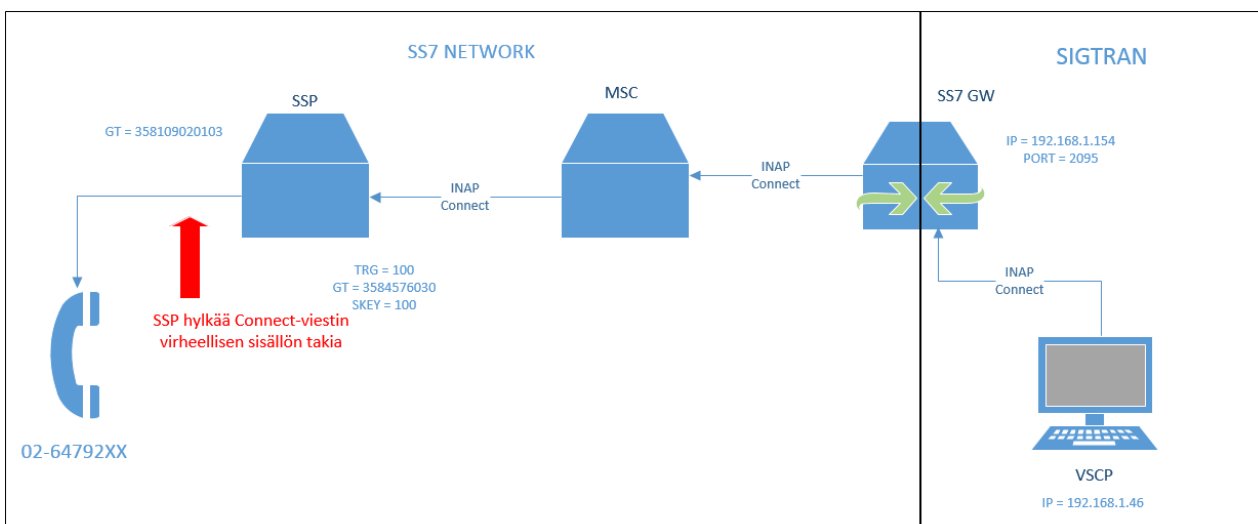 SS7 NETWORK
SIGTRAN
SSP
MSC
SS7 GW
GT = 358109020103
IP = 192.168.1.154
PORT = 2095
INAP
Connect
INAP
Connect
INAP
Connect
TRG = 100
GT = 3584576030
SKEY = 100
SSP hylkää Connect-viestin
virheellisen sisällön takia
02-64792XX
VSCP
IP = 192.168.1.46